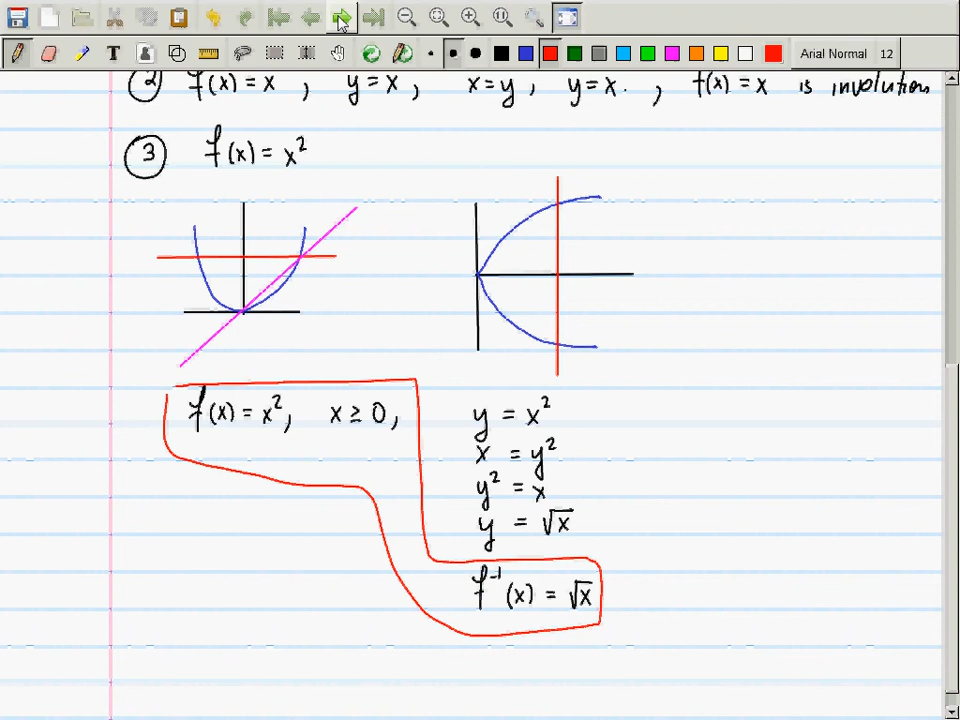 T
Arial Normal 12
② f(x) = x , y = x , x = y , y = x . , f(x) = x is involution
③ f(x) = x²
f(x) = x², x ≥ 0,
y = x²
x = y²
y² = x
y = √x
f⁻¹(x) = √x